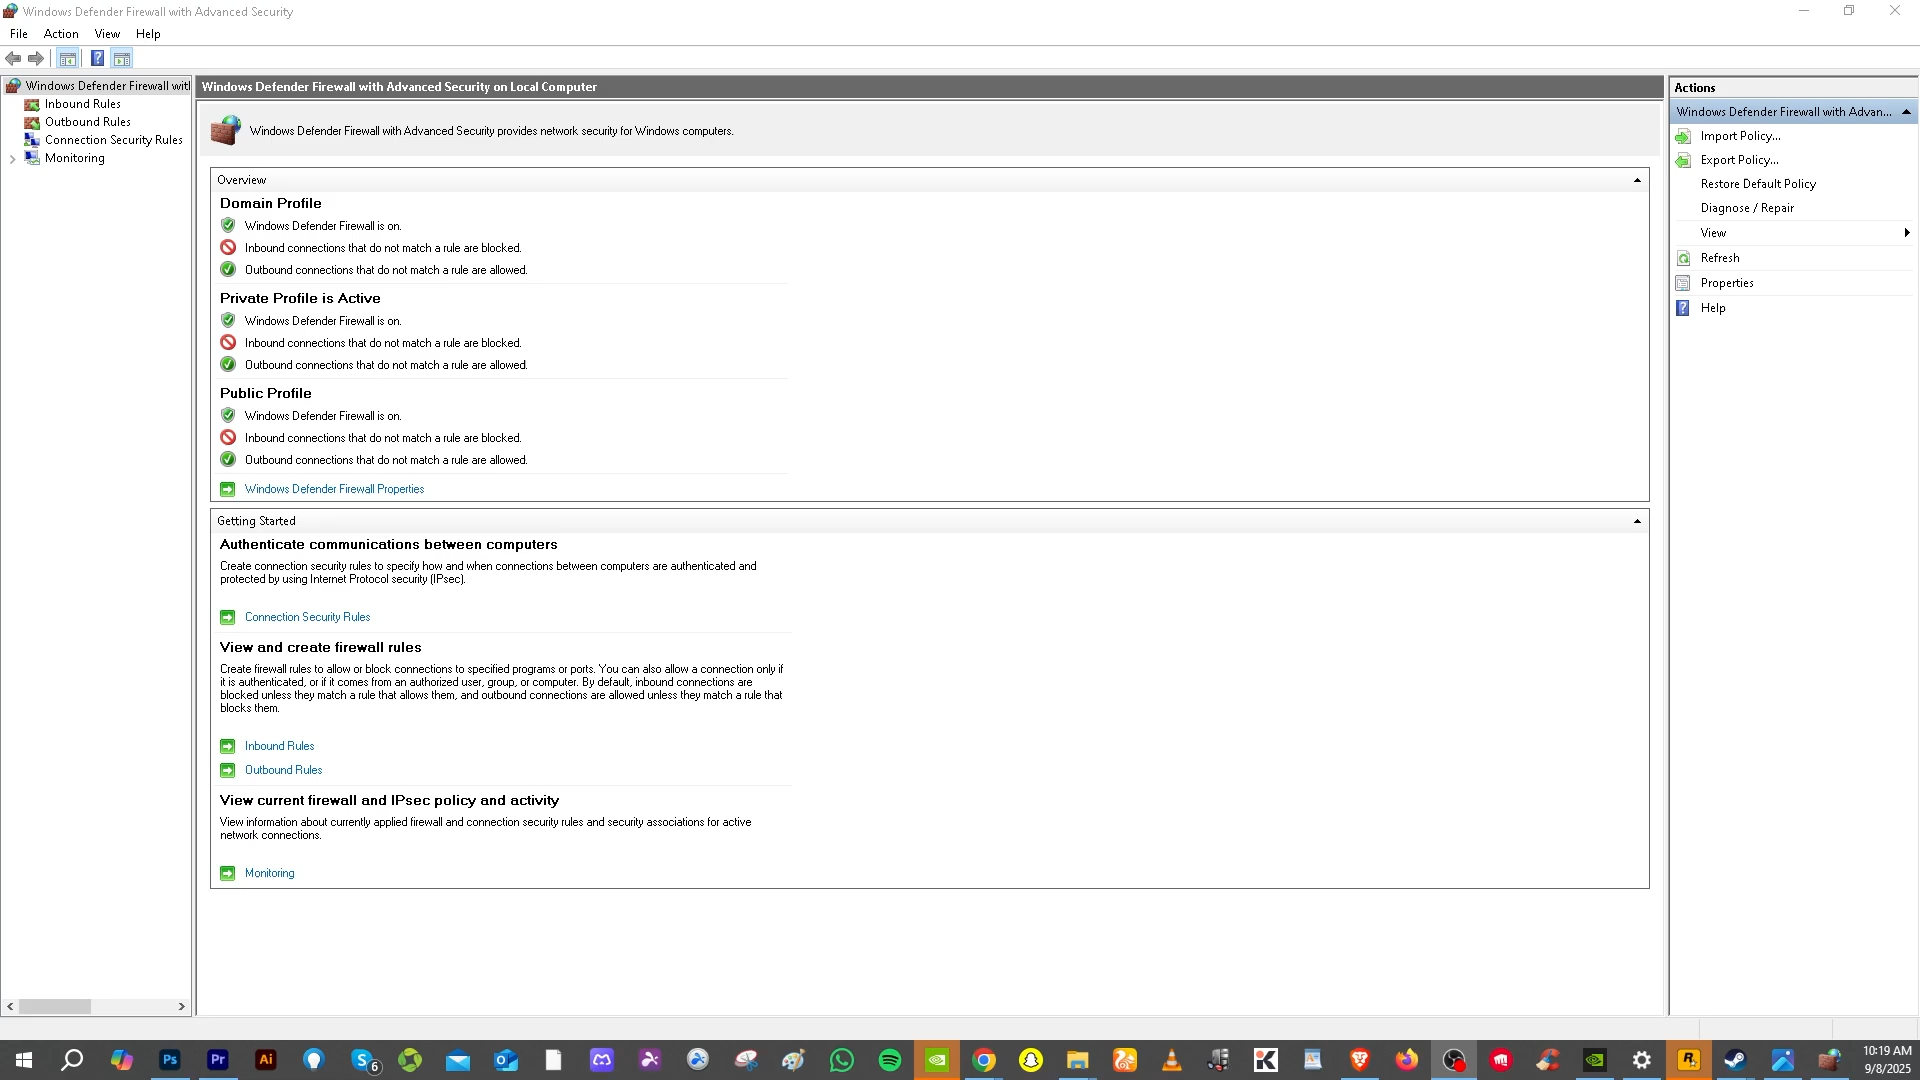 Windows Defender Firewall with Advanced Security
File Action View Help
Windows Defender Firewall wit
Inbound Rules
Outbound Rules
Connection Security Rules
Monitoring
Windows Defender Firewall with Advanced Security on Local Computer
Windows Defender Firewall with Advanced Security provides network security for Windows computers.
Overview
Domain Profile
Windows Defender Firewall is on.
Inbound connections that do not match a rule are blocked.
Outbound connections that do not match a rule are allowed.
Private Profile is Active
Windows Defender Firewall is on.
Inbound connections that do not match a rule are blocked.
Outbound connections that do not match a rule are allowed.
Public Profile
Windows Defender Firewall is on.
Inbound connections that do not match a rule are blocked.
Outbound connections that do not match a rule are allowed.
Windows Defender Firewall Properties
Getting Started
Authenticate communications between computers
Create connection security rules to specify how and when connections between computers are authenticated and
protected by using Internet Protocol security (IPsec).
Connection Security Rules
View and create firewall rules
Create firewall rules to allow or block connections to specified programs or ports. You can also allow a connection only if
it is authenticated, or if it comes from an authorized user, group, or computer. By default, inbound connections are
blocked unless they match a rule that allows them, and outbound connections are allowed unless they match a rule that
blocks them.
Inbound Rules
Outbound Rules
View current firewall and IPsec policy and activity
View information about currently applied firewall and connection security rules and security associations for active
network connections.
Monitoring
Actions
Windows Defender Firewall with Advan...
Import Policy...
Export Policy...
Restore Default Policy
Diagnose / Repair
View
Refresh
Properties
Help
Ps Pr Ai 6
10:19 AM
9/8/2025